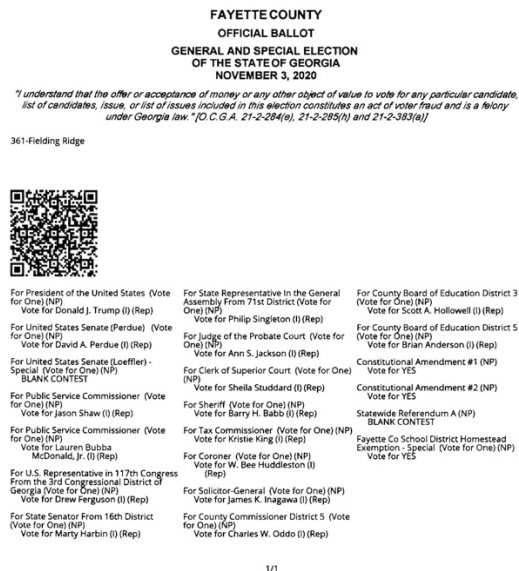 FAYETTE COUNTY
OFFICIAL BALLOT
GENERAL AND SPECIAL ELECTION
OF THE STATE OF GEORGIA
NOVEMBER 3, 2020
"I understand that the offer or acceptance of money or any other object of value to vote for any particular candidate,
list of candidates, issue, or list of issues included in this election constitutes an act of voter fraud and is a felony
under Georgia law." [O.C.G.A. 21-2-284(e), 21-2-285(h) and 21-2-383(a)]
361-Fielding Ridge
For President of the United States (Vote
for One) (NP)
Vote for Donald J. Trump (I) (Rep)
For United States Senate (Perdue) (Vote
for One) (NP)
Vote for David A. Perdue (I) (Rep)
For United States Senate (Loeffler) -
Special (Vote for One) (NP)
BLANK CONTEST
For Public Service Commissioner (Vote
for One) (NP)
Vote for Jason Shaw (I) (Rep)
For Public Service Commissioner (Vote
for One) (NP)
Vote for Lauren Bubba
McDonald, Jr. (I) (Rep)
For U.S. Representative in 117th Congress
From the 3rd Congressional District of
Georgia (Vote for One) (NP)
Vote for Drew Ferguson (I) (Rep)
For State Senator From 16th District
(Vote for One) (NP)
Vote for Marty Harbin (I) (Rep)
For State Representative In the General
Assembly From 71st District (Vote for
One) (NP)
Vote for Philip Singleton (I) (Rep)
For Judge of the Probate Court (Vote for
One) (NP)
Vote for Ann S. Jackson (I) (Rep)
For Clerk of Superior Court (Vote for One)
(NP)
Vote for Sheila Studdard (I) (Rep)
For Sheriff (Vote for One) (NP)
Vote for Barry H. Babb (I) (Rep)
For Tax Commissioner (Vote for One) (NP)
Vote for Kristie King (I) (Rep)
For Coroner (Vote for One) (NP)
Vote for W. Bee Huddleston (I)
(Rep)
For Solicitor-General (Vote for One) (NP)
Vote for James K. Inagawa (I) (Rep)
For County Commissioner District 5 (Vote
for One) (NP)
Vote for Charles W. Oddo (I) (Rep)
For County Board of Education District 3
(Vote for One) (NP)
Vote for Scott A. Hollowell (I) (Rep)
For County Board of Education District 5
(Vote for One) (NP)
Vote for Brian Anderson (I) (Rep)
Constitutional Amendment #1 (NP)
Vote for YES
Constitutional Amendment #2 (NP)
Vote for YES
Statewide Referendum A (NP)
BLANK CONTEST
Fayette Co School District Homestead
Exemption - Special (Vote for One) (NP)
Vote for YES
1/1